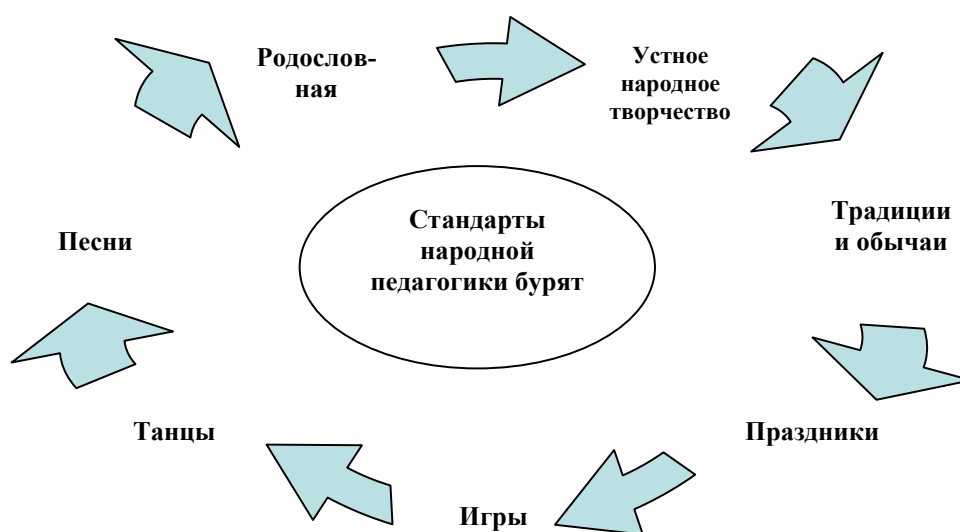 Родослов-
ная
Устное
народное
творчество
Традиции
и обычаи
Праздники
Игры
Танцы
Песни
Стандарты
народной
педагогики бурят